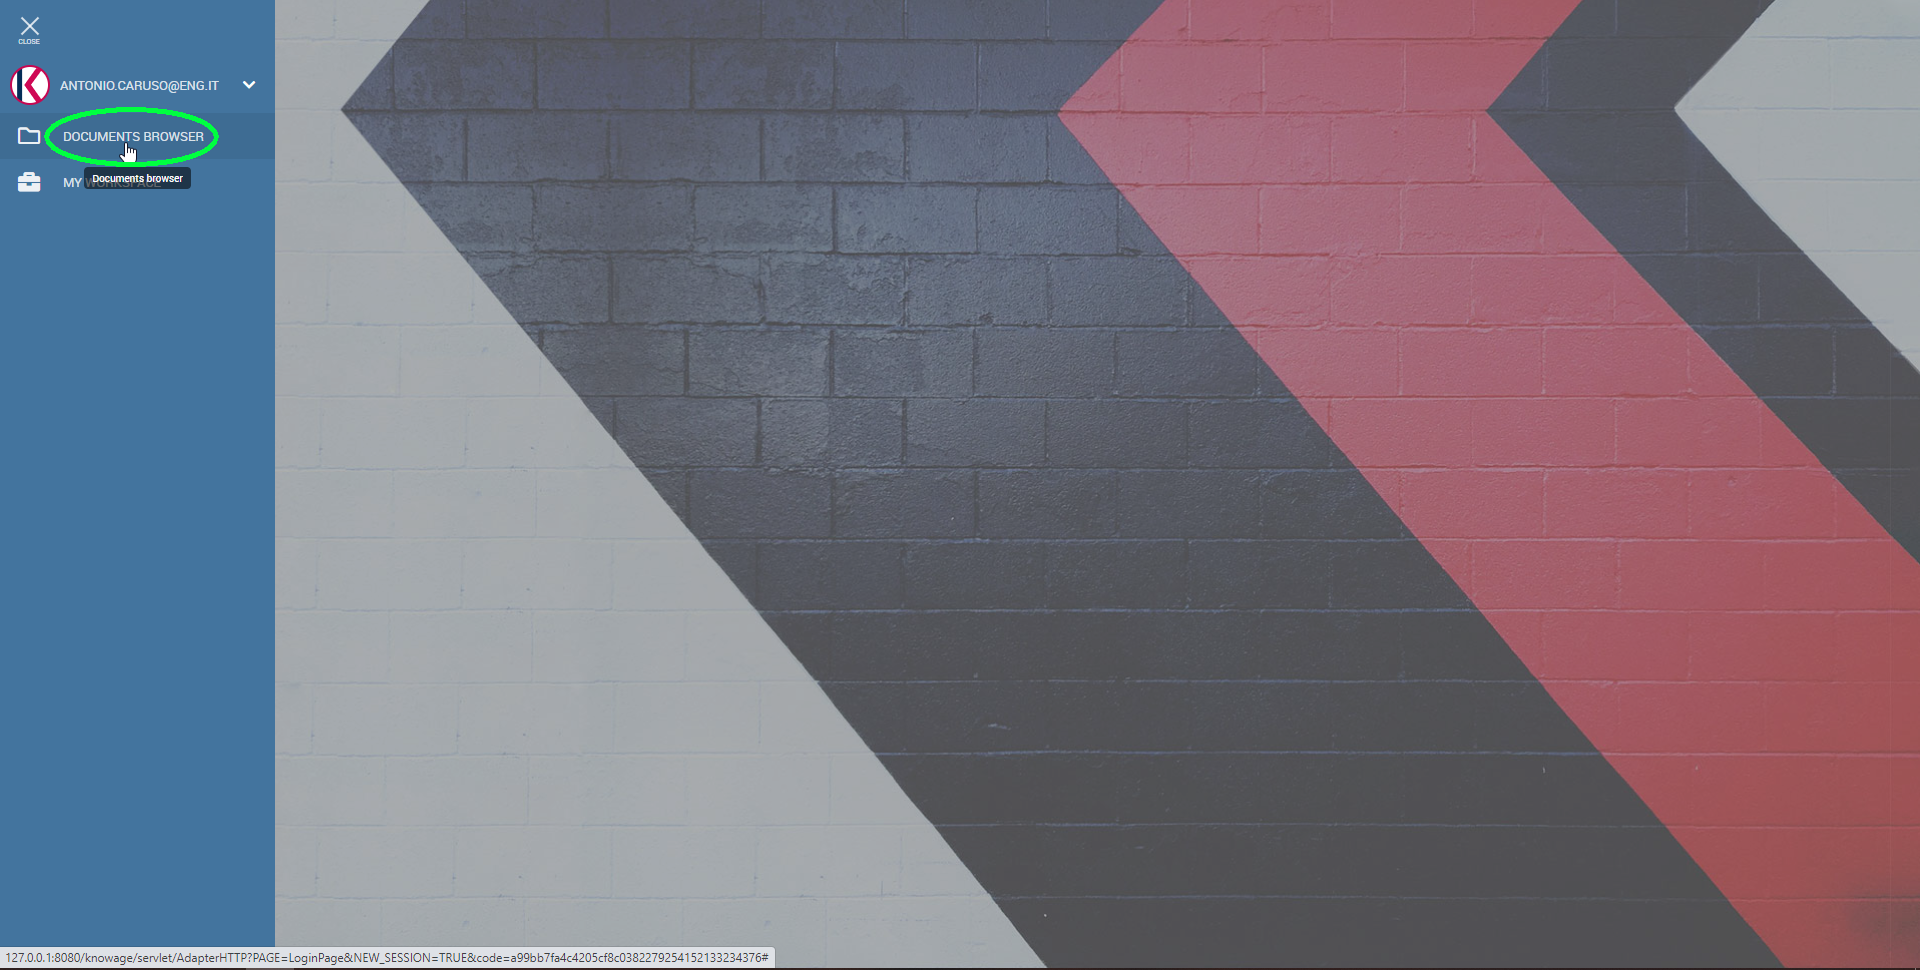 CLOSE
ANTONIO.CARUSO@ENG.IT
DOCUMENTS BROWSER
MY WORKSPACE
Documents browser
127.0.0.1:8080/knowage/servlet/AdapterHTTP?PAGE=LoginPage&NEW_SESSION=TRUE&code=a99bb7fa4c4205cf8c0382279254152133234376#